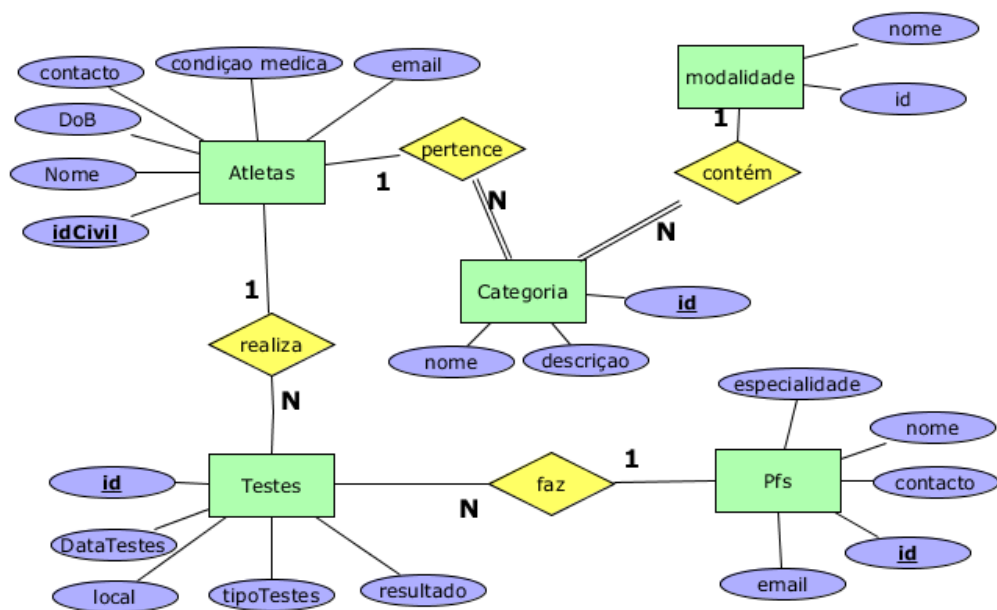 nome
contacto
condiçao medica
email
modalidade
id
DoB
1
pertence
Atletas
Nome
1
contém
N
N
idCivil
Categoria
id
1
realiza
nome
descriçao
especialidade
N
nome
1
id
Testes
faz
Pfs
contacto
N
DataTestes
id
local
tipoTestes
resultado
email